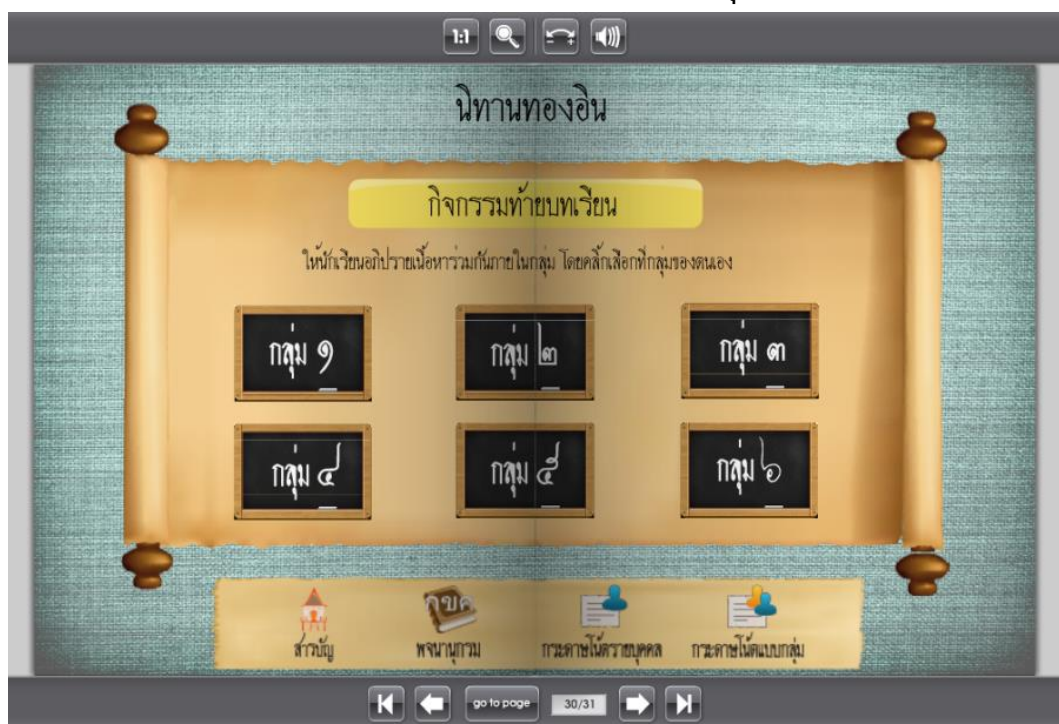 1:1
นิทานทองอิน
กิจกรรมท้ายบทเรียน
ให้นักเรียนอภิปรายเนื้อหาร่วมกันภายในกลุ่ม โดยคลิ้กเลือกที่กลุ่มของตนเอง
กลุ่ม ๑ กลุ่ม ๒ กลุ่ม ๓
กลุ่ม ๔ กลุ่ม ๕ กลุ่ม ๖
กขค
สารบัญ พจนานุกรม กระดาษโน้ตรายบุคคล กระดาษโน้ตแบบกลุ่ม
go to page 30/31